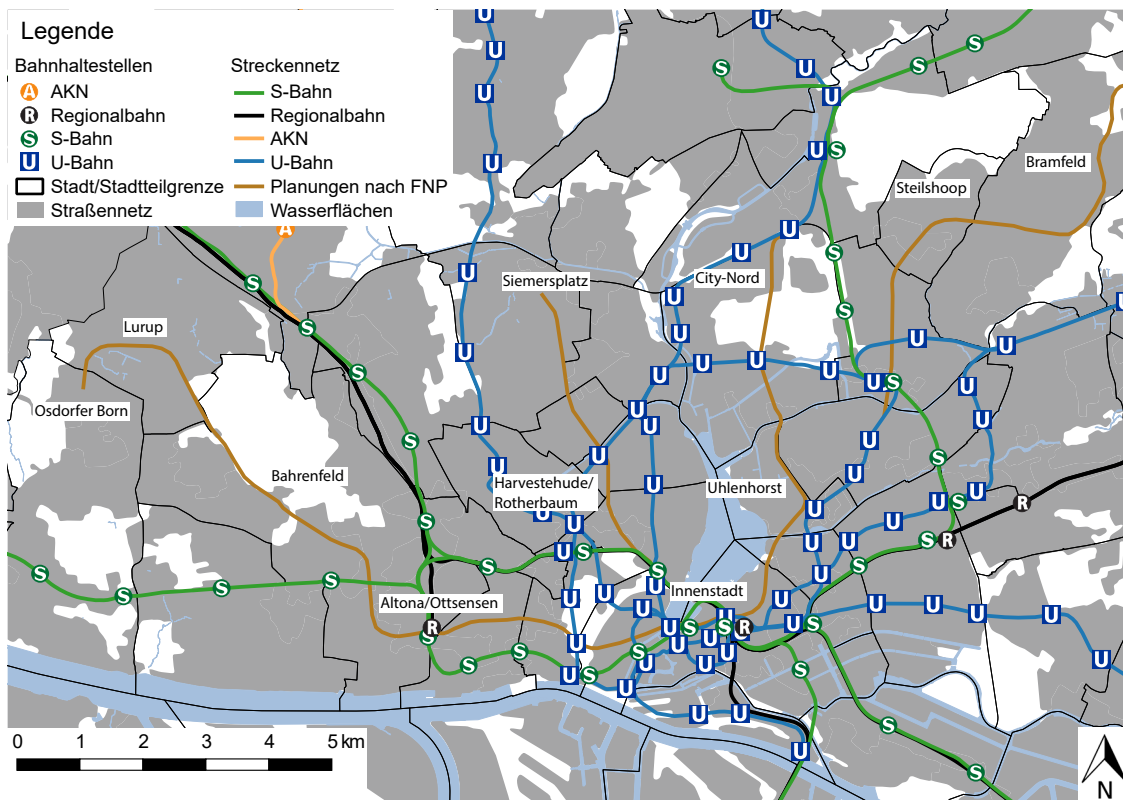 Legende
Bahnhaltestellen
AKN
Regionalbahn
S-Bahn
U-Bahn
Stadt/Stadtteilgrenze
Straßennetz
Streckennetz
S-Bahn
Regionalbahn
AKN
U-Bahn
Planungen nach FNP
Wasserflächen
Bramfeld
Steilshoop
City-Nord
Siemersplatz
Lurup
Osdorfer Born
Bahrenfeld
Harvestehude/
Rotherbaum
Uhlenhorst
Innenstadt
Altona/Ottsensen
0 1 2 3 4 5 km
N